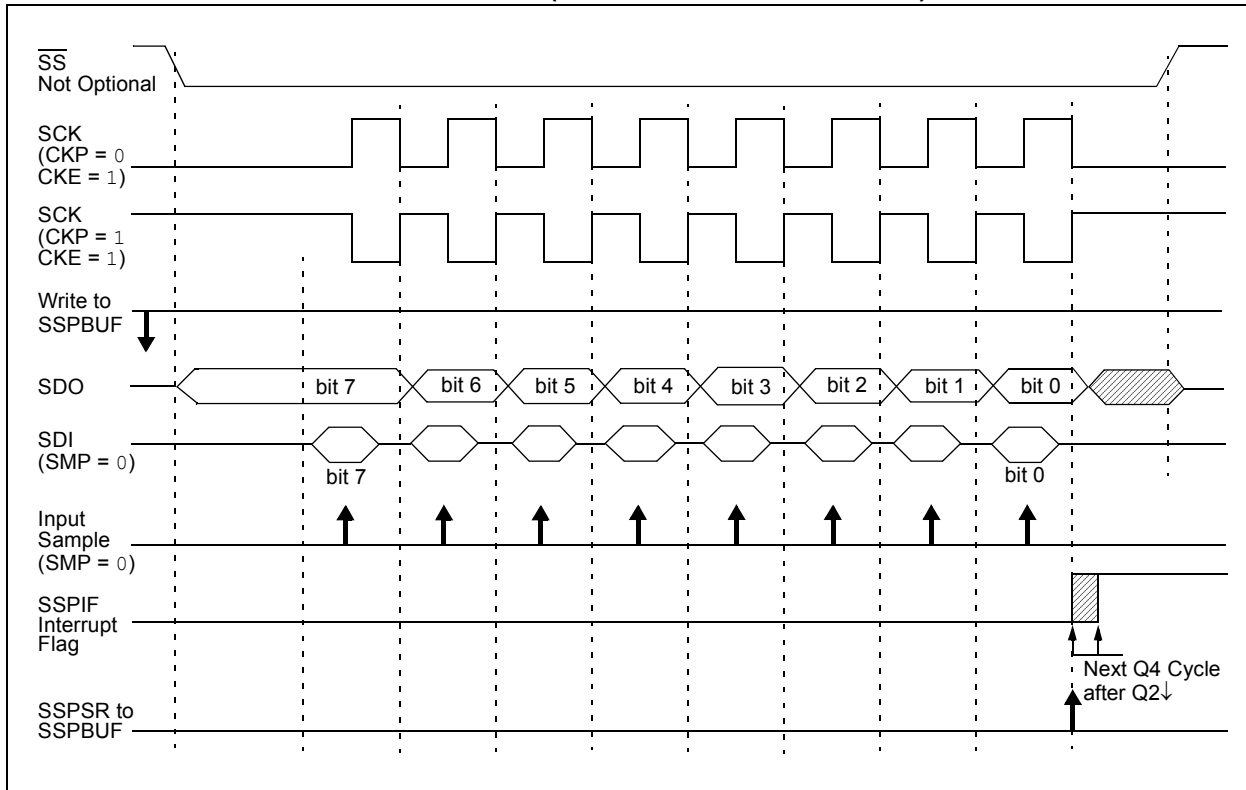 SS
Not Optional
SCK
(CKP = 0
CKE = 1)
SCK
(CKP = 1
CKE = 1)
Write to
SSPBUF
SDO
bit 7 bit 6 bit 5 bit 4 bit 3 bit 2 bit 1 bit 0
SDI
(SMP = 0)
bit 7 bit 0
Input
Sample
(SMP = 0)
SSPIF
Interrupt
Flag
Next Q4 Cycle
after Q2↓
SSPSR to
SSPBUF